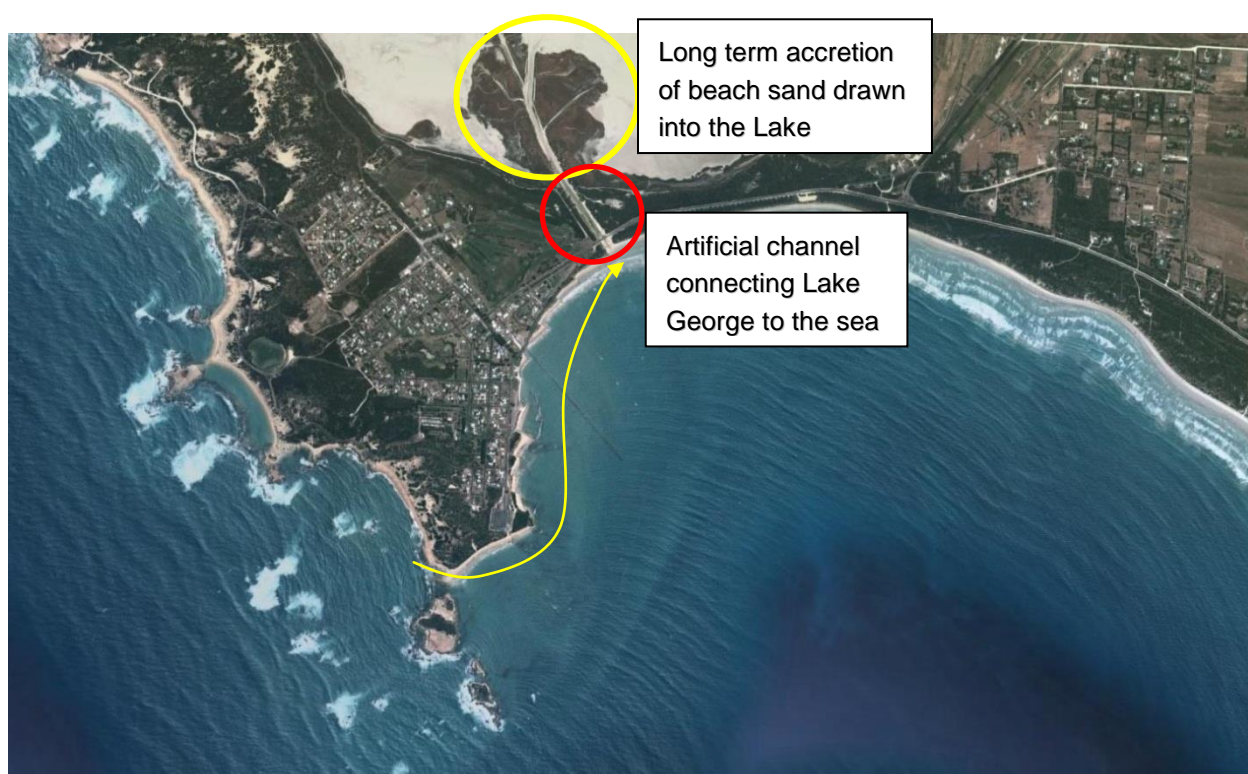 Long term accretion
of beach sand drawn
into the Lake
Artificial channel
connecting Lake
George to the sea